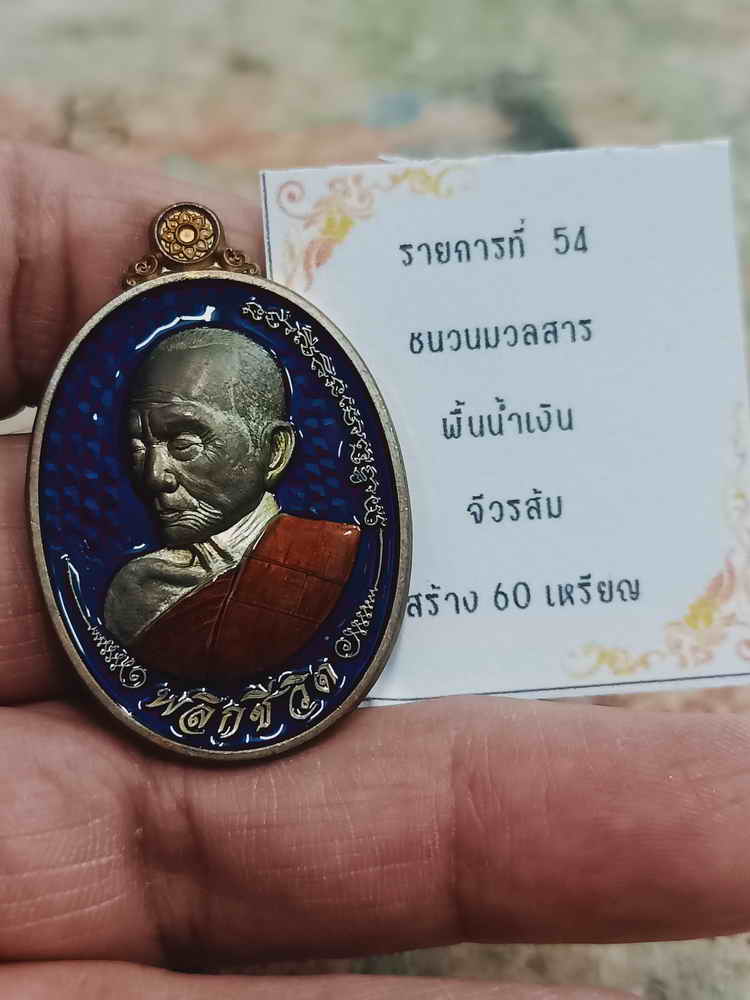 พลิกชีวิต
รายการที่ 54
ชนวนมวลสาร
พื้นน้ำเงิน
จีวรส้ม
สร้าง 60 เหรียญ